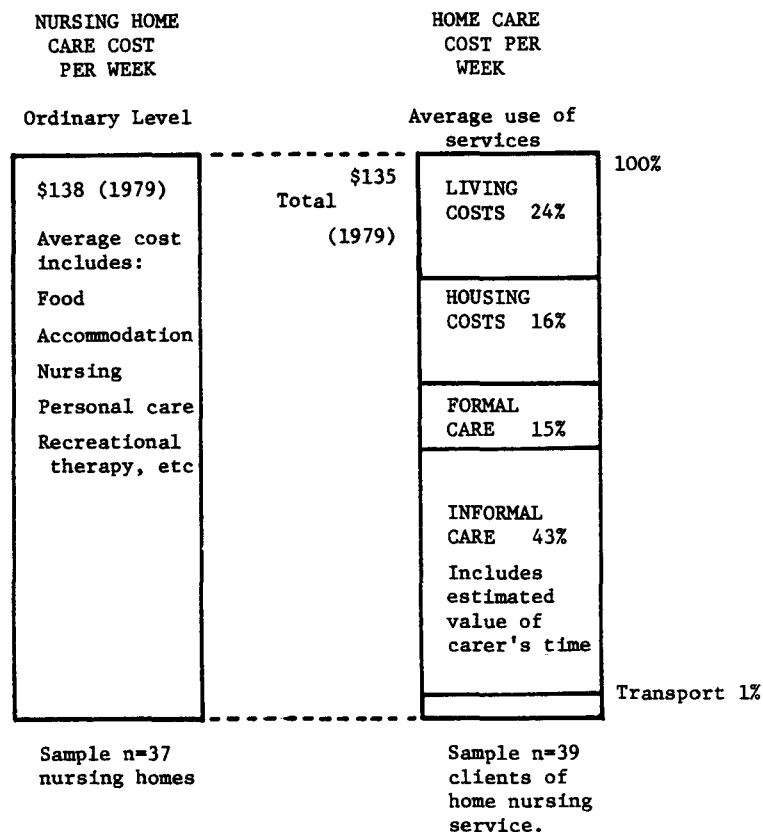 NURSING HOME
CARE COST
PER WEEK
Ordinary Level
$138 (1979)
Average cost
includes:
Food
Accommodation
Nursing
Personal care
Recreational
therapy, etc
Sample n=37
nursing homes
$135
Total
(1979)
HOME CARE
COST PER
WEEK
Average use of
services
100%
LIVING
COSTS 24%
HOUSING
COSTS 16%
FORMAL
CARE 15%
INFORMAL
CARE 43%
Includes
estimated
value of
carer's time
Transport 1%
Sample n=39
clients of
home nursing
service.